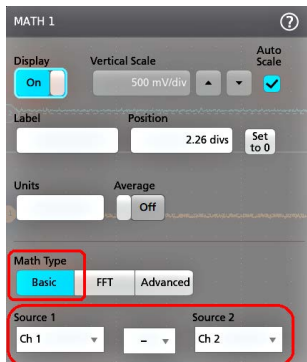 MATH 1
Display
Vertical Scale
Auto Scale
On
500 mV/div
Label
Position
2.26 divs
Set to 0
Units
Average
Off
Math Type
Basic
FFT
Advanced
Source 1
Source 2
Ch 1
-
Ch 2